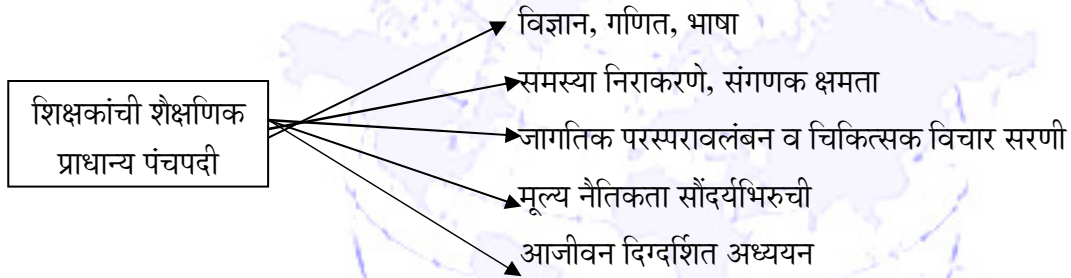 विज्ञान, गणित, भाषा
समस्या निराकरणे, संगणक क्षमता
शिक्षकांची शैक्षणिक
प्राधान्य पंचपदी
जागतिक परस्परावलंबन व चिकित्सक विचार सरणी
मूल्य नैतिकता सौंदर्यभिरुची
आजीवन दिग्दर्शित अध्ययन